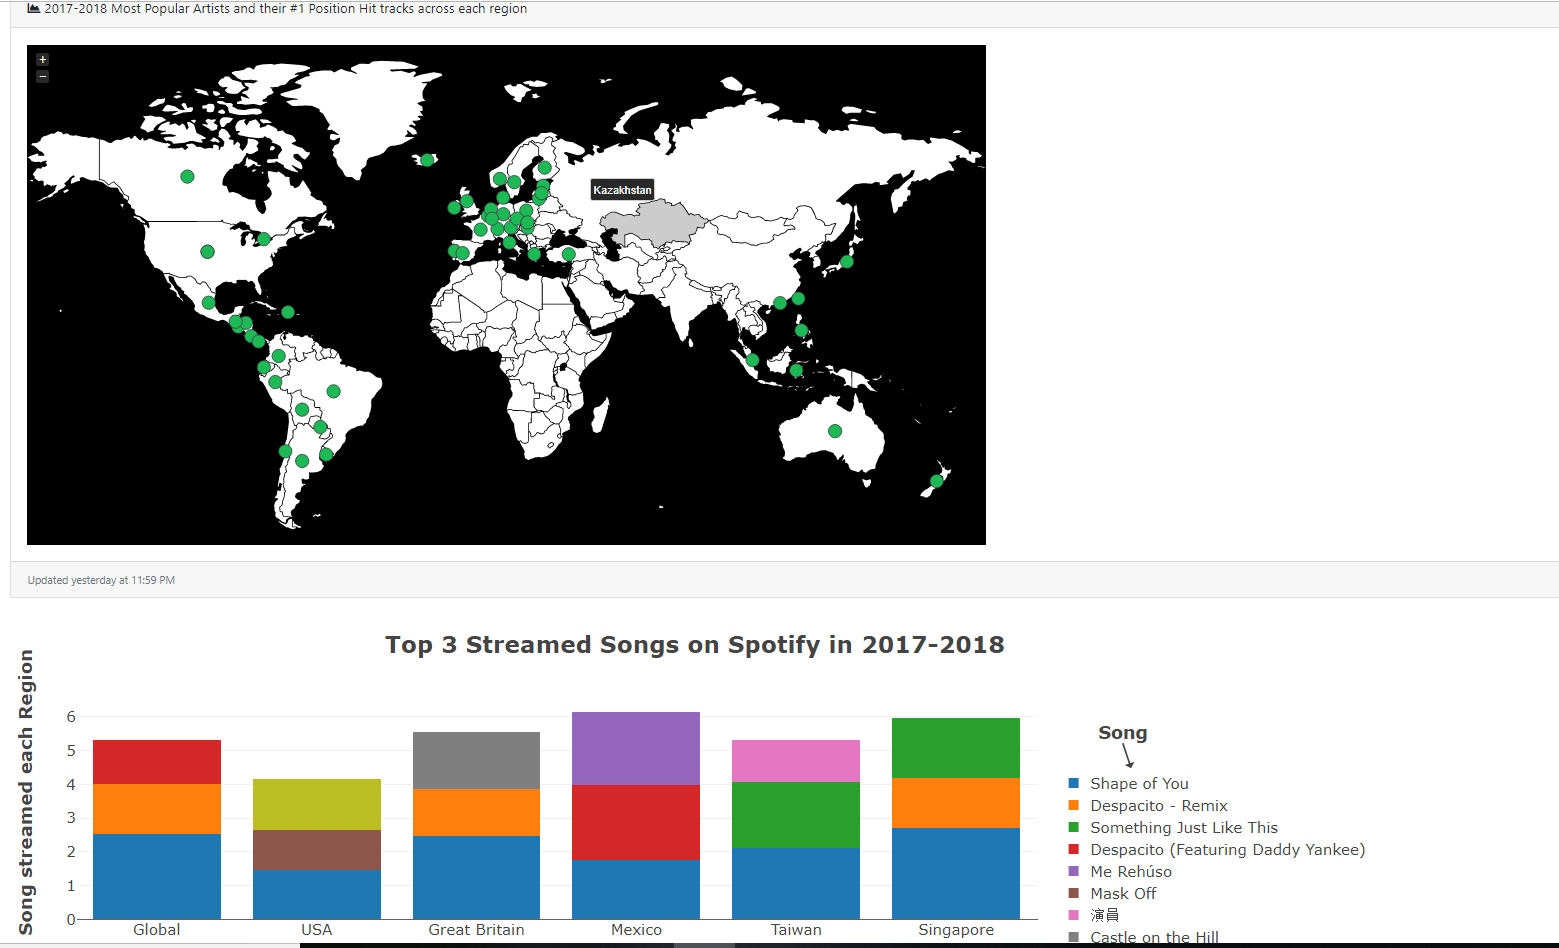 2017-2018 Most Popular Artists and their #1 Position Hit tracks across each region
+
−
Kazakhstan
Updated yesterday at 11:59 PM
Top 3 Streamed Songs on Spotify in 2017-2018
Song streamed each Region
6
5
4
3
2
1
0
Global
USA
Great Britain
Mexico
Taiwan
Singapore
Song
Shape of You
Despacito - Remix
Something Just Like This
Despacito (Featuring Daddy Yankee)
Me Rehúso
Mask Off
演員
Castle on the Hill